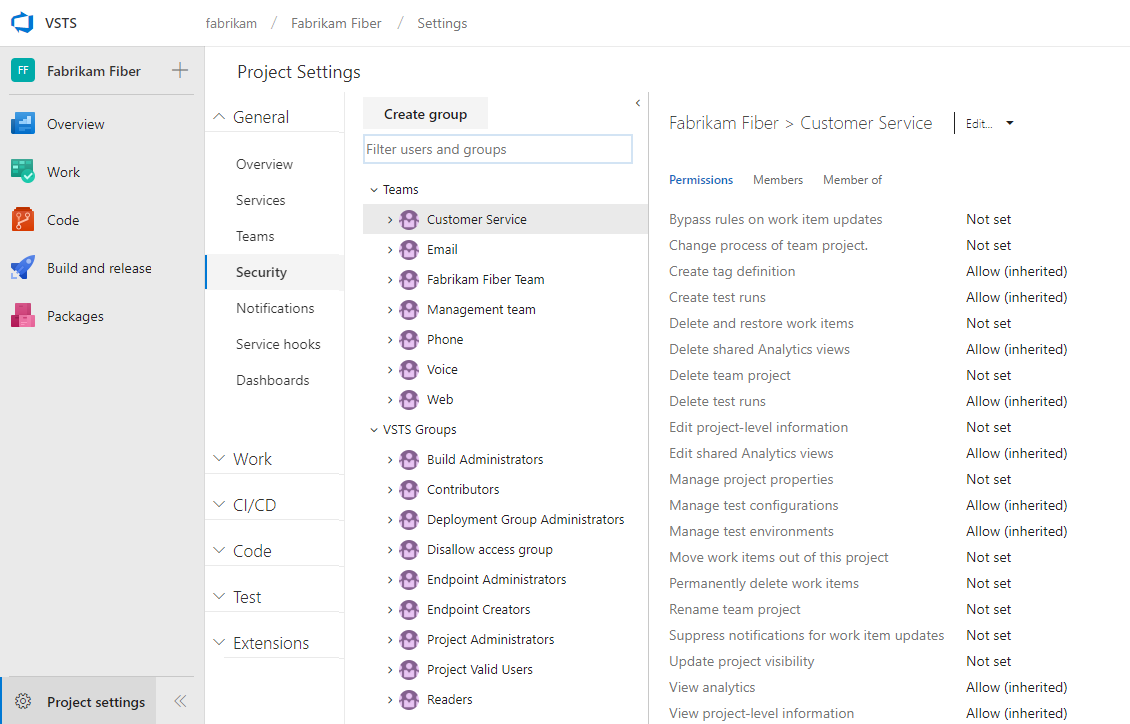 VSTS
fabrikam / Fabrikam Fiber / Settings
FF Fabrikam Fiber
Overview
Work
Code
Build and release
Packages
Project settings
Project Settings
General
Overview
Services
Teams
Security
Notifications
Service hooks
Dashboards
Work
CI/CD
Code
Test
Extensions
Create group
Filter users and groups
Teams
Customer Service
Email
Fabrikam Fiber Team
Management team
Phone
Voice
Web
VSTS Groups
Build Administrators
Contributors
Deployment Group Administrators
Disallow access group
Endpoint Administrators
Endpoint Creators
Project Administrators
Project Valid Users
Readers
Fabrikam Fiber > Customer Service Edit...
Permissions Members Member of
Bypass rules on work item updates Not set
Change process of team project. Not set
Create tag definition Allow (inherited)
Create test runs Allow (inherited)
Delete and restore work items Not set
Delete shared Analytics views Allow (inherited)
Delete team project Not set
Delete test runs Allow (inherited)
Edit project-level information Not set
Edit shared Analytics views Allow (inherited)
Manage project properties Not set
Manage test configurations Allow (inherited)
Manage test environments Allow (inherited)
Move work items out of this project Not set
Permanently delete work items Not set
Rename team project Not set
Suppress notifications for work item updates Not set
Update project visibility Not set
View analytics Allow (inherited)
View project-level information Allow (inherited)